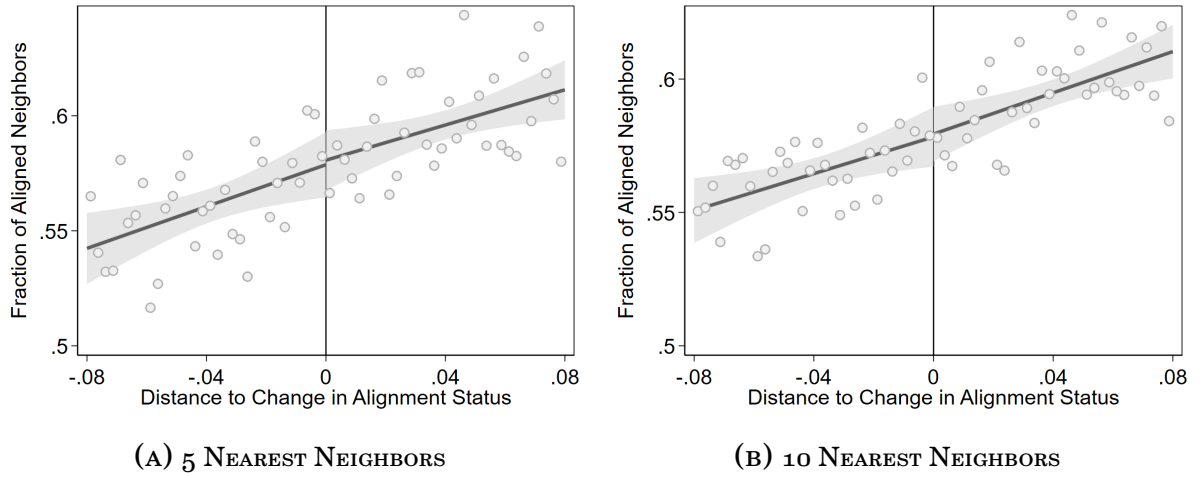 Fraction of Aligned Neighbors
.6
.55
.5
-.08 -.04 0 .04 .08
Distance to Change in Alignment Status
(A) 5 Nearest Neighbors
Fraction of Aligned Neighbors
.6
.55
.5
-.08 -.04 0 .04 .08
Distance to Change in Alignment Status
(B) 10 Nearest Neighbors